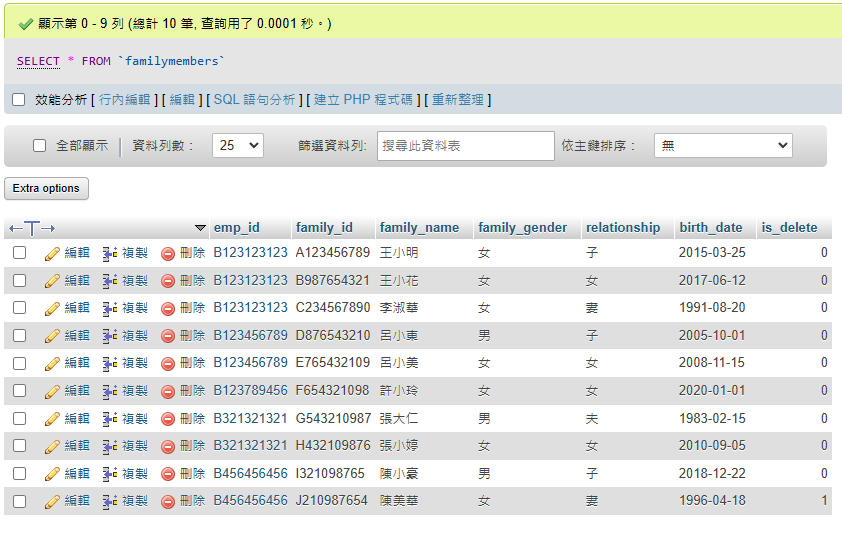 顯示第 0 - 9 列 (總計 10 筆, 查詢用了 0.0001 秒。)
SELECT * FROM `familymembers`
效能分析 [ 行內編輯 ] [ 編輯 ] [ SQL 語句分析 ] [ 建立 PHP 程式碼 ] [ 重新整理 ]
全部顯示 資料列數： 25 篩選資料列: 搜尋此資料表 依主鍵排序： 無
Extra options
←T→ emp_id family_id family_name family_gender relationship birth_date is_delete
編輯 複製 刪除 B123123123 A123456789 王小明 女 子 2015-03-25 0
編輯 複製 刪除 B123123123 B987654321 王小花 女 女 2017-06-12 0
編輯 複製 刪除 B123123123 C234567890 李淑華 女 妻 1991-08-20 0
編輯 複製 刪除 B123456789 D876543210 呂小東 男 子 2005-10-01 0
編輯 複製 刪除 B123456789 E765432109 呂小美 女 女 2008-11-15 0
編輯 複製 刪除 B123789456 F654321098 許小玲 女 女 2020-01-01 0
編輯 複製 刪除 B321321321 G543210987 張大仁 男 夫 1983-02-15 0
編輯 複製 刪除 B321321321 H432109876 張小婷 女 女 2010-09-05 0
編輯 複製 刪除 B456456456 I321098765 陳小豪 男 子 2018-12-22 0
編輯 複製 刪除 B456456456 J210987654 陳美華 女 妻 1996-04-18 1